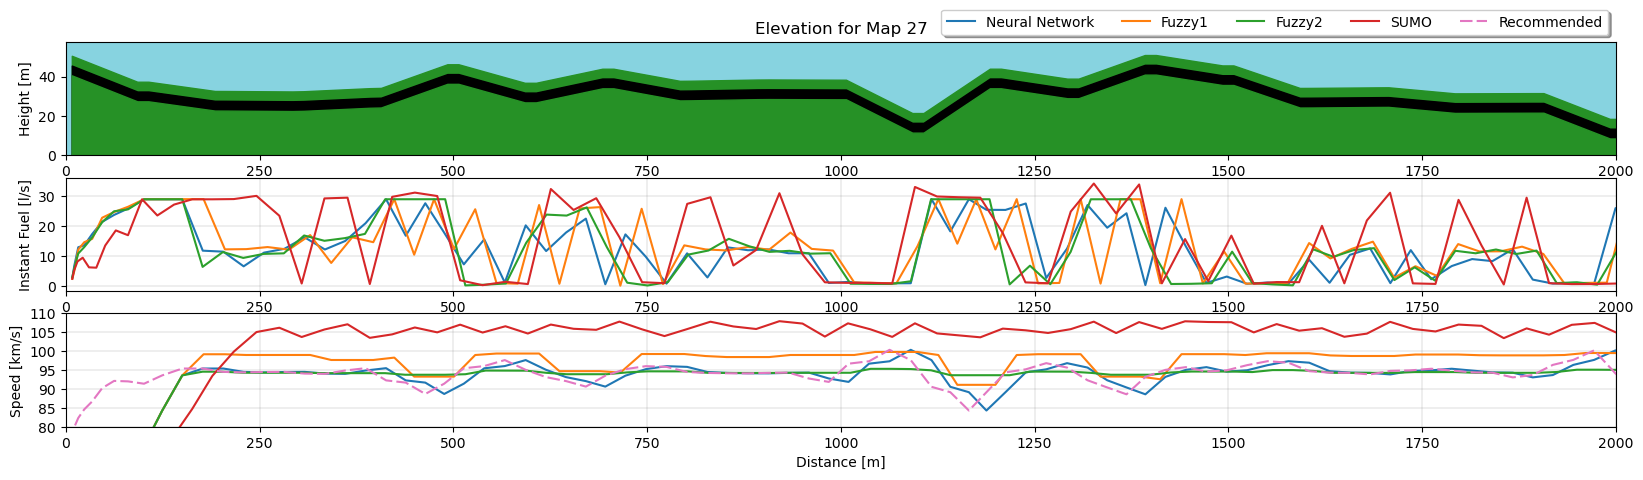 Elevation for Map 27
Neural Network Fuzzy1 Fuzzy2 SUMO Recommended
Height [m]
40
20
0
0 250 500 750 1000 1250 1500 1750 2000
Instant Fuel [l/s]
30
20
10
0
0 250 500 750 1000 1250 1500 1750 2000
Speed [km/s]
110
105
100
95
90
85
80
0 250 500 750 1000 1250 1500 1750 2000
Distance [m]